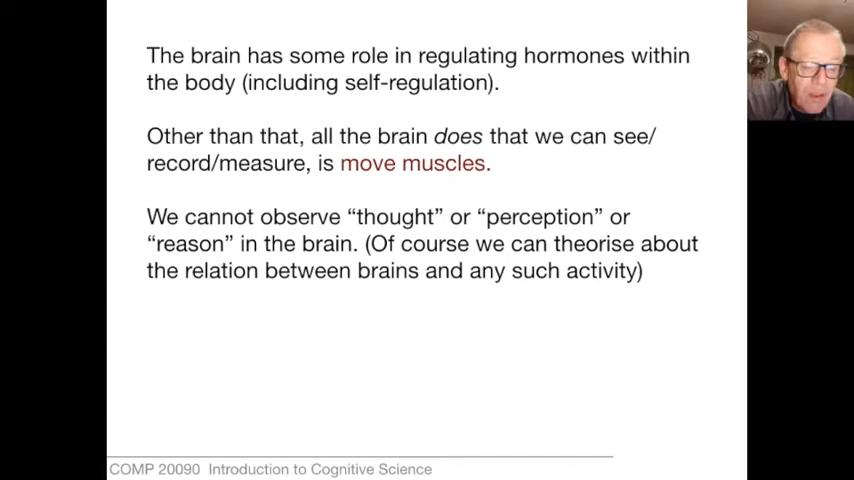 The brain has some role in regulating hormones within
the body (including self-regulation).
Other than that, all the brain does that we can see/
record/measure, is move muscles.
We cannot observe “thought” or “perception” or
“reason” in the brain. (Of course we can theorise about
the relation between brains and any such activity)
COMP 20090 Introduction to Cognitive Science